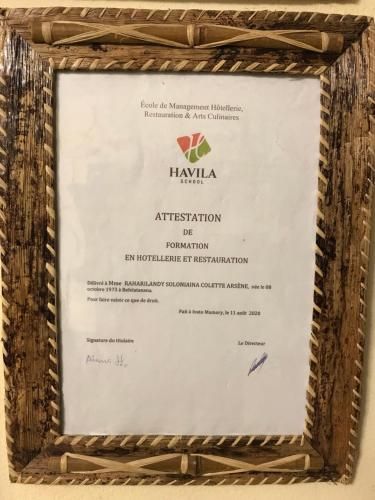 École de Management Hôtellerie,
Restauration & Arts Culinaires
HAVILA
SCHOOL
ATTESTATION
DE
FORMATION
EN HOTELLERIE ET RESTAURATION
Délivré à Mme RAHARILANDY SOLONIAINA COLETTE ARSÈNE, née le 08
octobre 1973 à Befelatanana.
Pour faire valoir ce que de droit.
Fait à Ivato Mamory, le 11 août 2020
Signature du titulaire Le Directeur